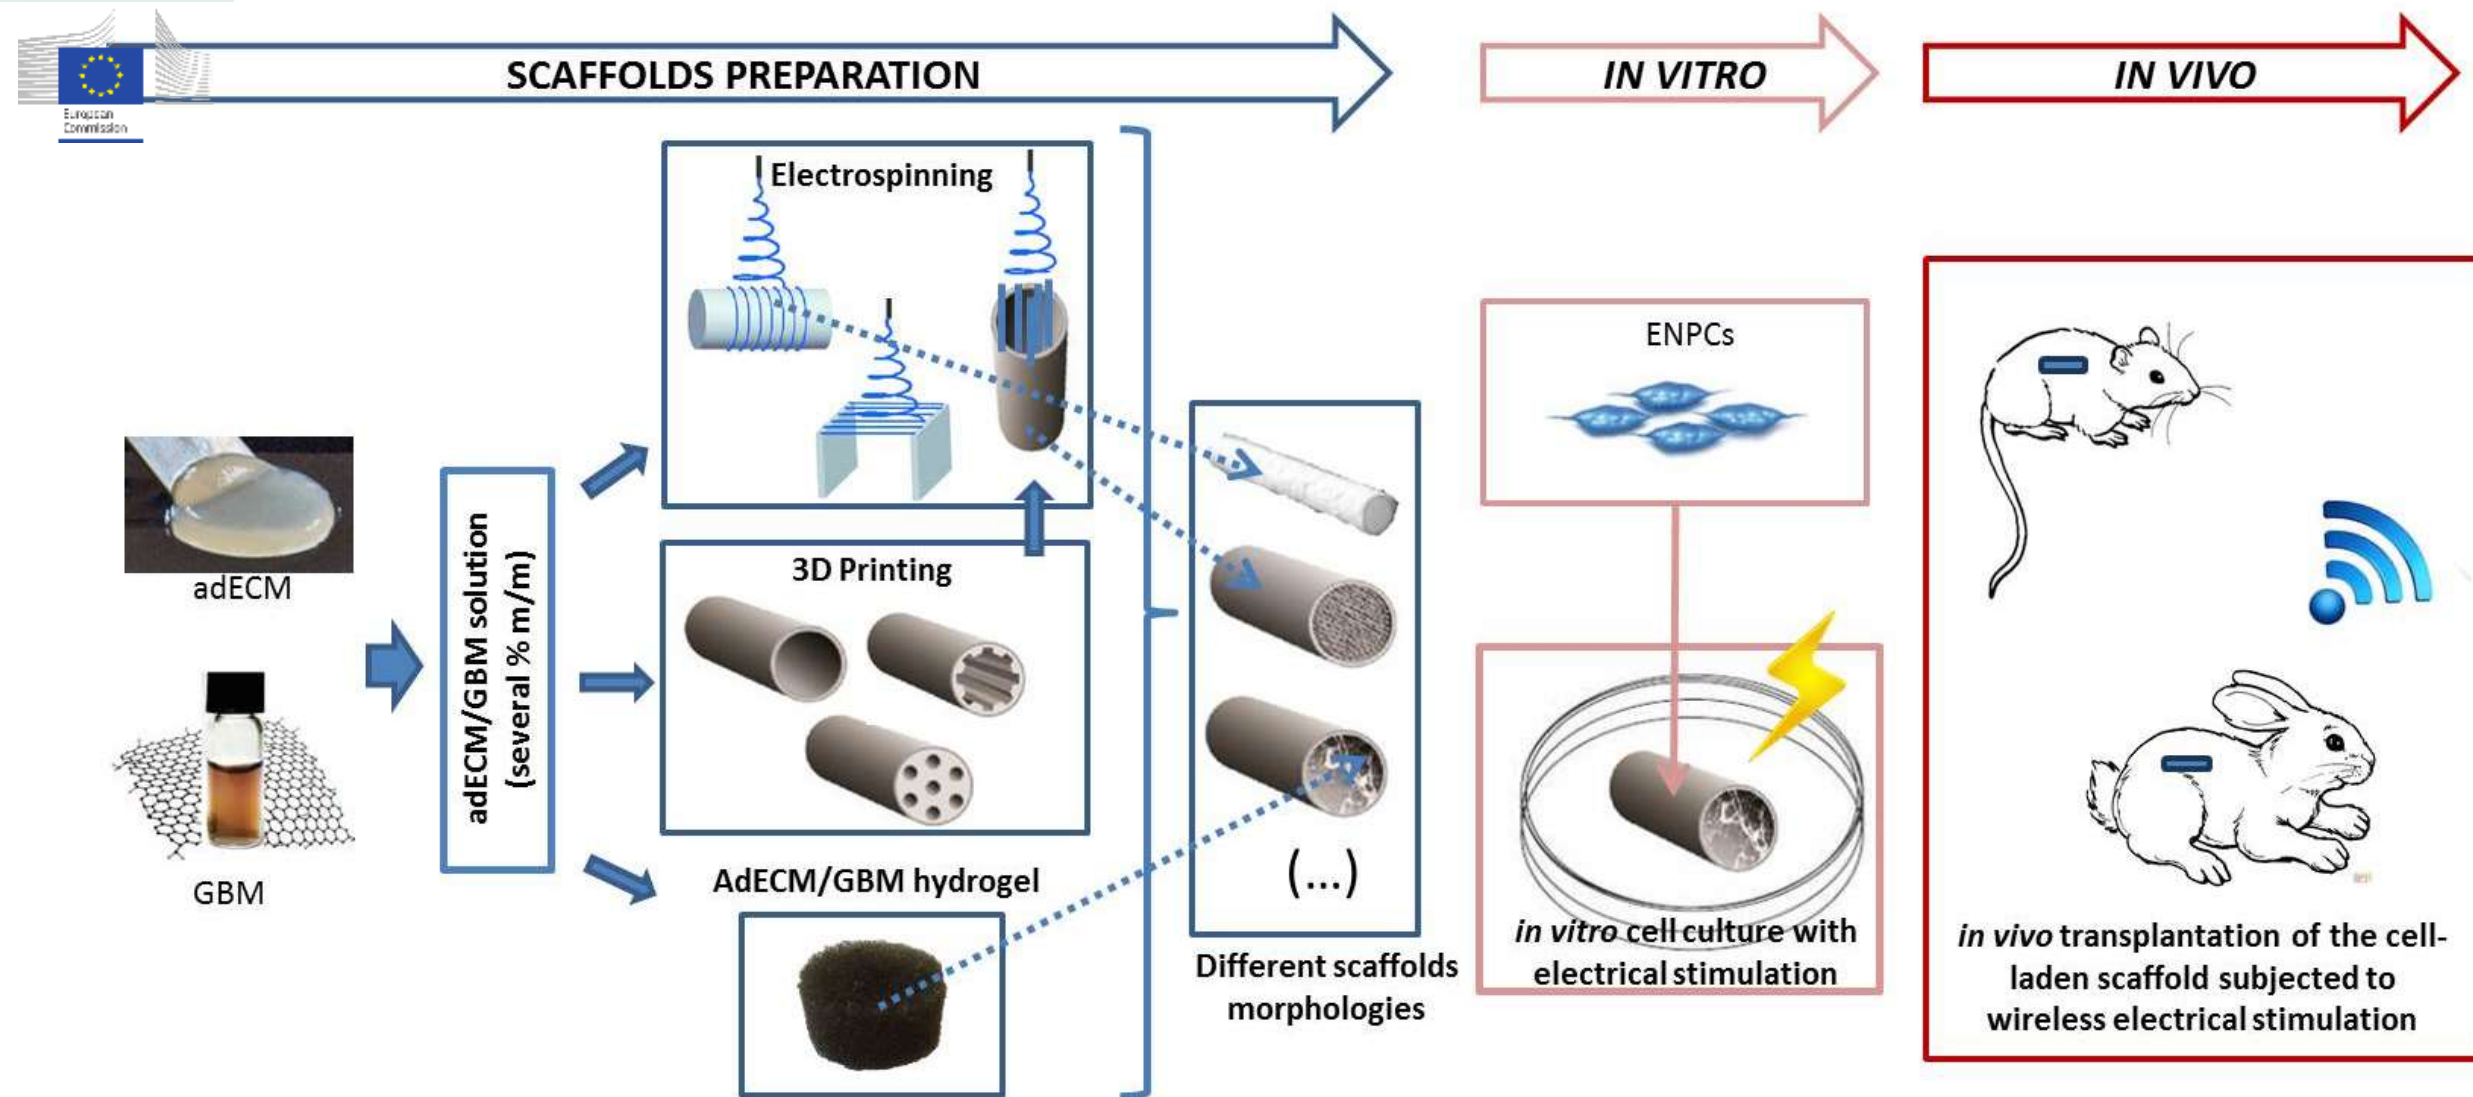 European
Commission
SCAFFOLDS PREPARATION
IN VITRO
IN VIVO
Electrospinning
adECM
GBM
adECM/GBM solution
(several % m/m)
3D Printing
AdECM/GBM hydrogel
(...)
Different scaffolds
morphologies
ENPCs
in vitro cell culture with
electrical stimulation
in vivo transplantation of the cell-
laden scaffold subjected to
wireless electrical stimulation